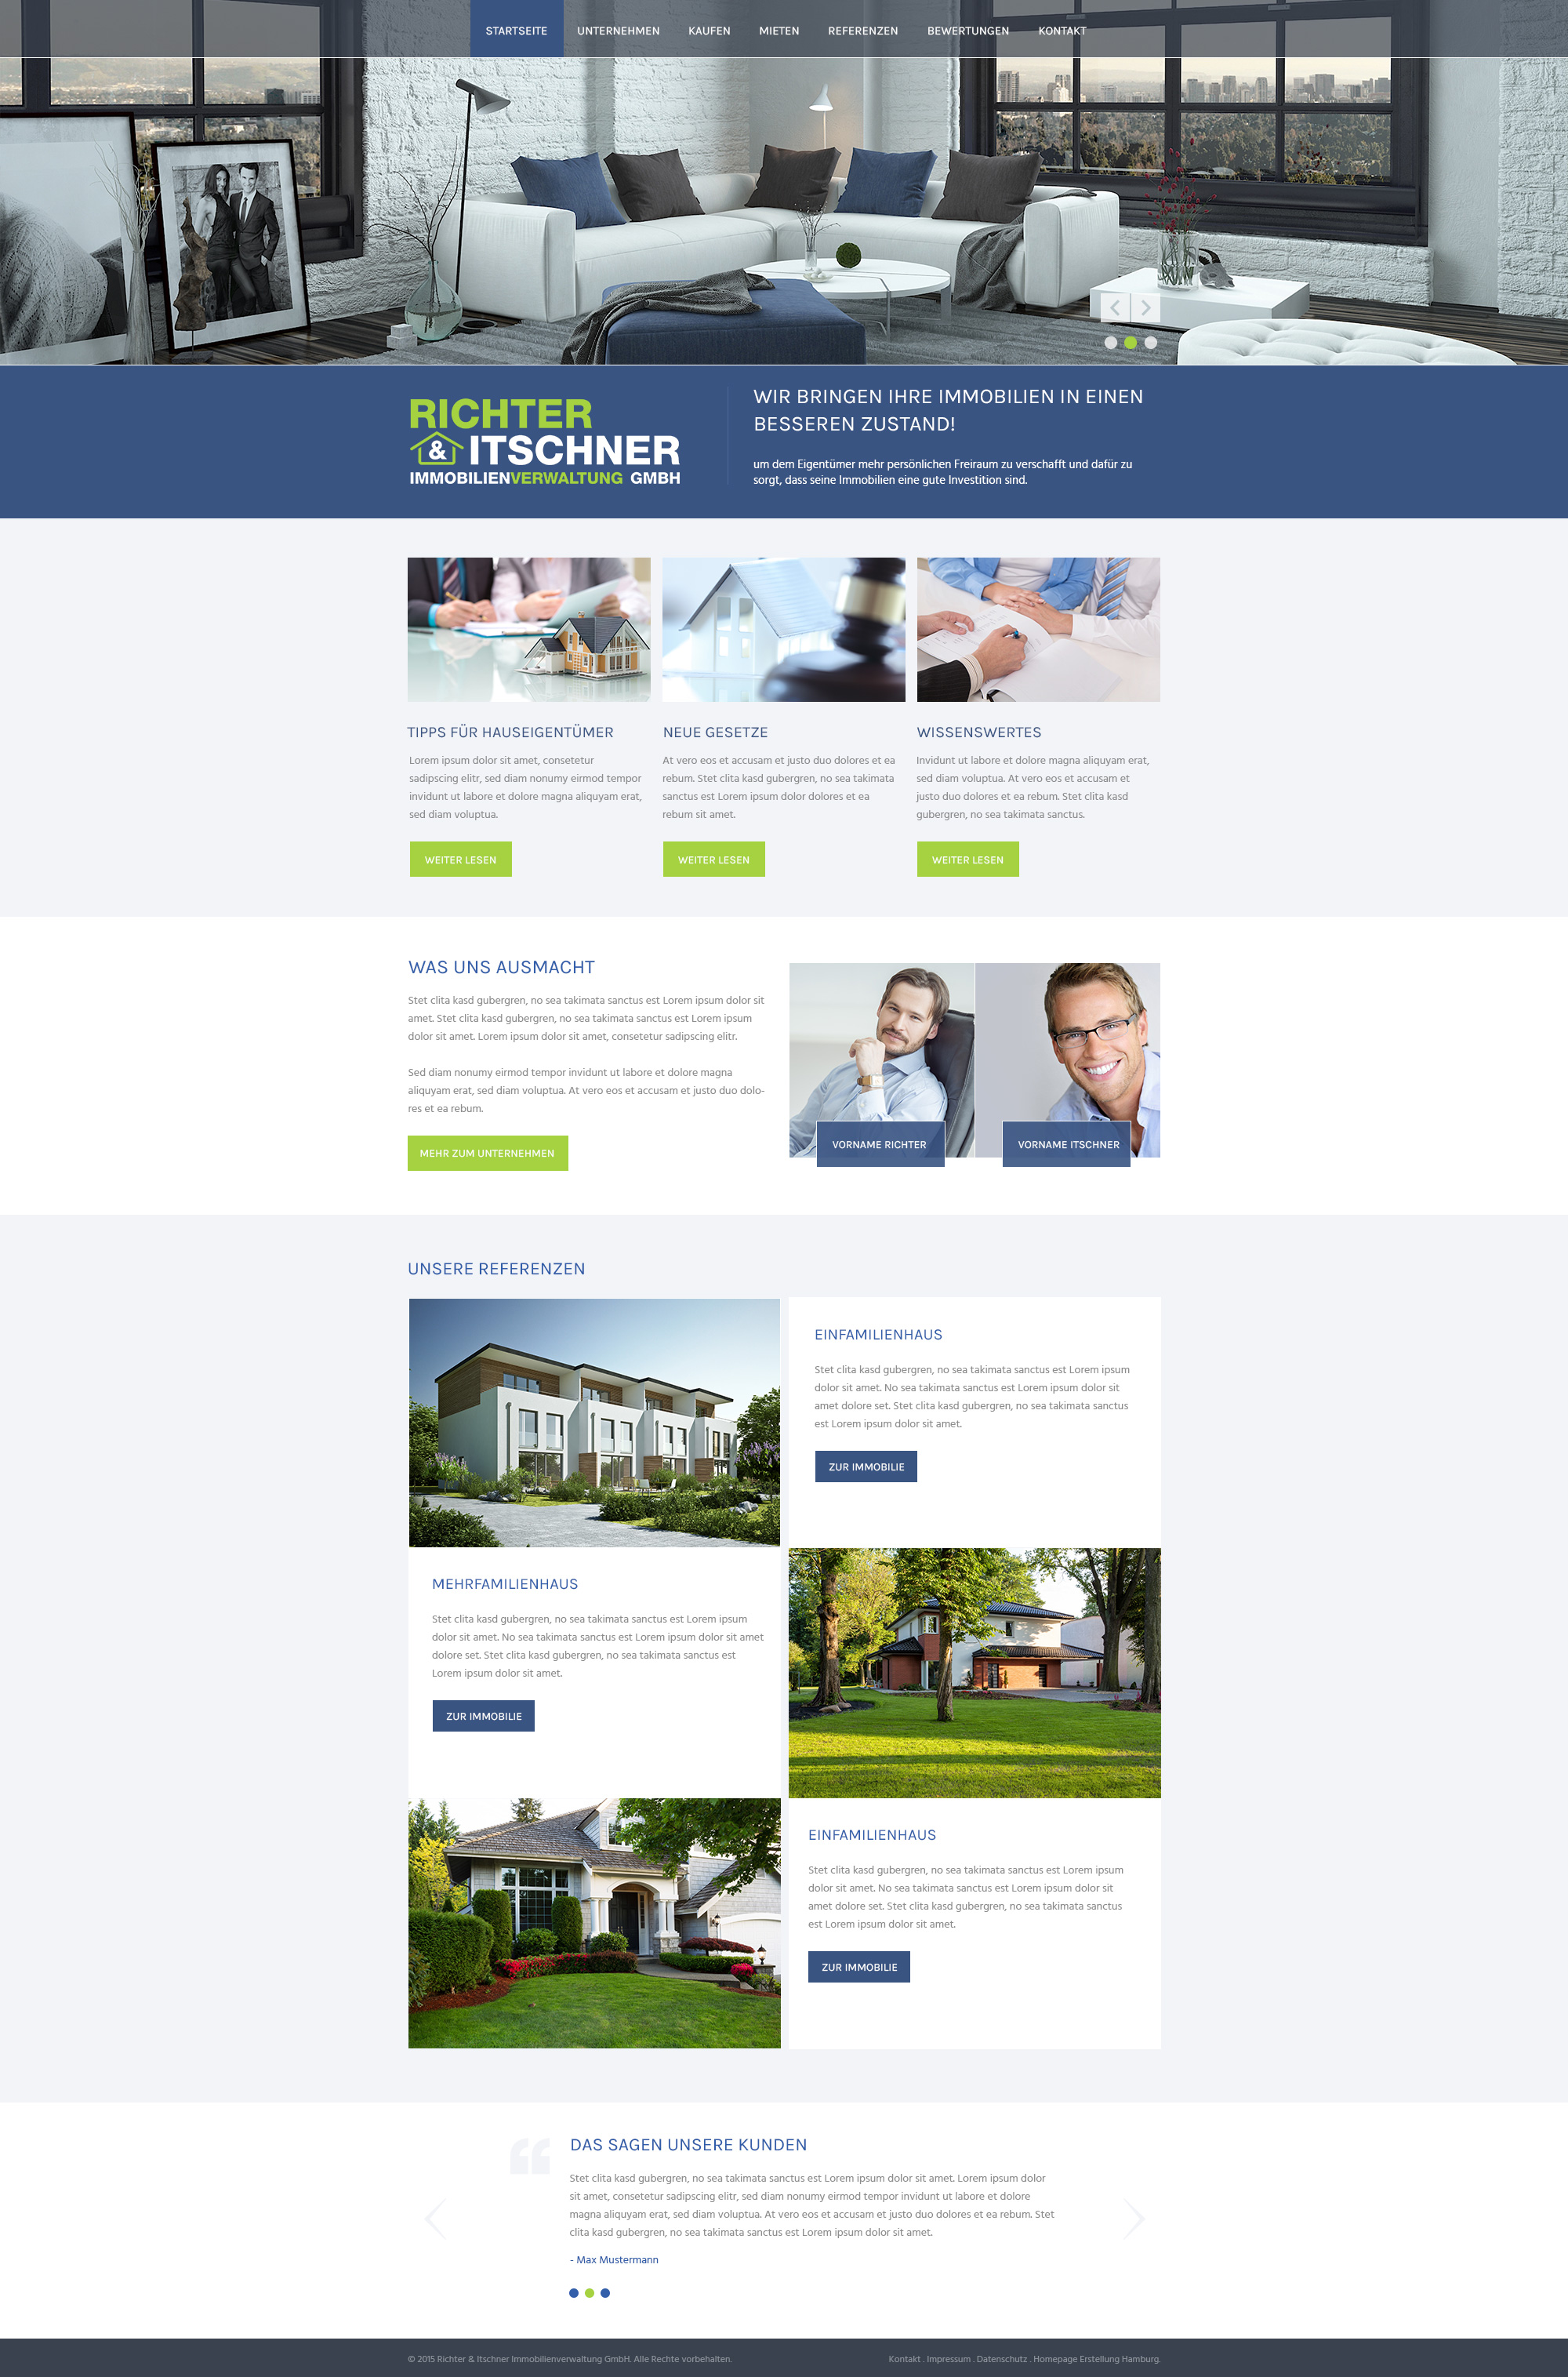 STARTSEITE UNTERNEHMEN KAUFEN MIETEN REFERENZEN BEWERTUNGEN KONTAKT
RICHTER
& ITSCHNER
IMMOBILIENVERWALTUNG GMBH
WIR BRINGEN IHRE IMMOBILIEN IN EINEN
BESSEREN ZUSTAND!
um dem Eigentümer mehr persönlichen Freiraum zu verschafft und dafür zu
sorgt, dass seine Immobilien eine gute Investition sind.
TIPPS FÜR HAUSEIGENTÜMER
Lorem ipsum dolor sit amet, consetetur
sadipscing elitr, sed diam nonumy eirmod tempor
invidunt ut labore et dolore magna aliquyam erat,
sed diam voluptua.
WEITER LESEN
NEUE GESETZE
At vero eos et accusam et justo duo dolores et ea
rebum. Stet clita kasd gubergren, no sea takimata
sanctus est Lorem ipsum dolor dolores et ea
rebum sit amet.
WEITER LESEN
WISSENSWERTES
Invidunt ut labore et dolore magna aliquyam erat,
sed diam voluptua. At vero eos et accusam et
justo duo dolores et ea rebum. Stet clita kasd
gubergren, no sea takimata sanctus.
WEITER LESEN
WAS UNS AUSMACHT
Stet clita kasd gubergren, no sea takimata sanctus est Lorem ipsum dolor sit
amet. Stet clita kasd gubergren, no sea takimata sanctus est Lorem ipsum
dolor sit amet. Lorem ipsum dolor sit amet, consetetur sadipscing elitr.
Sed diam nonumy eirmod tempor invidunt ut labore et dolore magna
aliquyam erat, sed diam voluptua. At vero eos et accusam et justo duo dolo-
res et ea rebum.
MEHR ZUM UNTERNEHMEN
VORNAME RICHTER
VORNAME ITSCHNER
UNSERE REFERENZEN
EINFAMILIENHAUS
Stet clita kasd gubergren, no sea takimata sanctus est Lorem ipsum
dolor sit amet. No sea takimata sanctus est Lorem ipsum dolor sit
amet dolore set. Stet clita kasd gubergren, no sea takimata sanctus
est Lorem ipsum dolor sit amet.
ZUR IMMOBILIE
MEHRFAMILIENHAUS
Stet clita kasd gubergren, no sea takimata sanctus est Lorem ipsum
dolor sit amet. No sea takimata sanctus est Lorem ipsum dolor sit amet
dolore set. Stet clita kasd gubergren, no sea takimata sanctus est
Lorem ipsum dolor sit amet.
ZUR IMMOBILIE
EINFAMILIENHAUS
Stet clita kasd gubergren, no sea takimata sanctus est Lorem ipsum
dolor sit amet. No sea takimata sanctus est Lorem ipsum dolor sit
amet dolore set. Stet clita kasd gubergren, no sea takimata sanctus
est Lorem ipsum dolor sit amet.
ZUR IMMOBILIE
DAS SAGEN UNSERE KUNDEN
Stet clita kasd gubergren, no sea takimata sanctus est Lorem ipsum dolor sit amet. Lorem ipsum dolor
sit amet, consetetur sadipscing elitr, sed diam nonumy eirmod tempor invidunt ut labore et dolore
magna aliquyam erat, sed diam voluptua. At vero eos et accusam et justo duo dolores et ea rebum. Stet
clita kasd gubergren, no sea takimata sanctus est Lorem ipsum dolor sit amet.
- Max Mustermann
© 2015 Richter & Itschner Immobilienverwaltung GmbH. Alle Rechte vorbehalten.
Kontakt . Impressum . Datenschutz . Homepage Erstellung Hamburg.